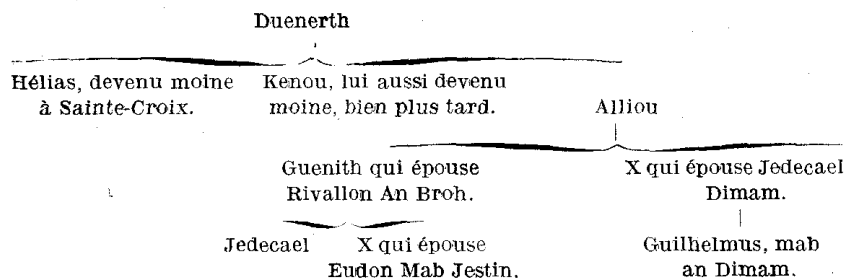 Duenerth
Hélias, devenu moine
à Sainte-Croix.
Kenou, lui aussi devenu
moine, bien plus tard.
Alliou
Guenith qui épouse
Rivallon An Broh.
X qui épouse Jedecael
Dimam.
Jedecael
X qui épouse
Eudon Mab Jestin.
Guilhelmus, mab
an Dimam.